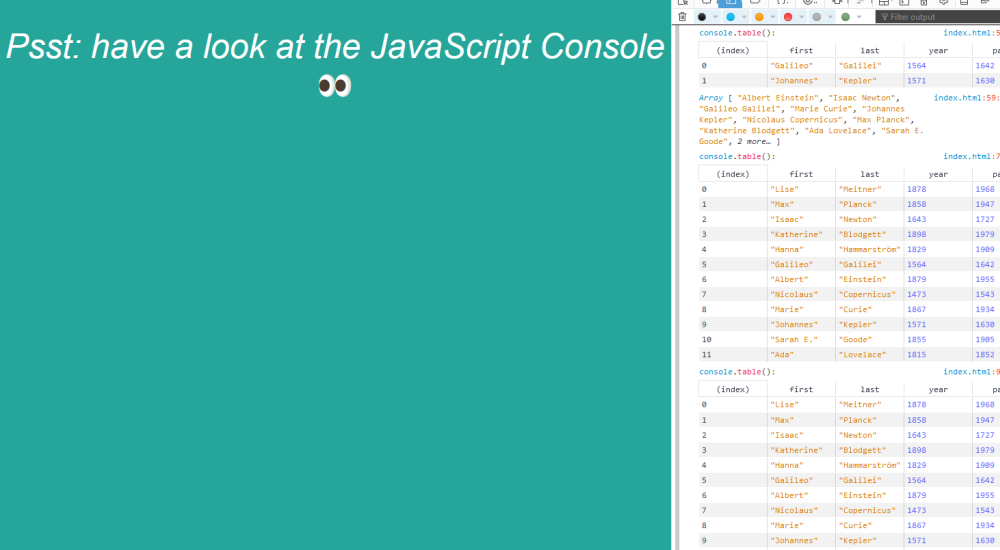 Psst: have a look at the JavaScript Console
👀
Filter output
console.table(): index.html:5
(index) first last year pa
0 "Galileo" "Galilei" 1564 1642
1 "Johannes" "Kepler" 1571 1630
Array [ "Albert Einstein", "Isaac Newton", index.html:59:
"Galileo Galilei", "Marie Curie", "Johannes
Kepler", "Nicolaus Copernicus", "Max Planck",
"Katherine Blodgett", "Ada Lovelace", "Sarah E.
Goode", 2 more… ]
console.table(): index.html:7
(index) first last year pa
0 "Lise" "Meitner" 1878 1968
1 "Max" "Planck" 1858 1947
2 "Isaac" "Newton" 1643 1727
3 "Katherine" "Blodgett" 1898 1979
4 "Hanna" "Hammarström" 1829 1909
5 "Galileo" "Galilei" 1564 1642
6 "Albert" "Einstein" 1879 1955
7 "Nicolaus" "Copernicus" 1473 1543
8 "Marie" "Curie" 1867 1934
9 "Johannes" "Kepler" 1571 1630
10 "Sarah E." "Goode" 1855 1905
11 "Ada" "Lovelace" 1815 1852
console.table(): index.html:9
(index) first last year pa
0 "Lise" "Meitner" 1878 1968
1 "Max" "Planck" 1858 1947
2 "Isaac" "Newton" 1643 1727
3 "Katherine" "Blodgett" 1898 1979
4 "Hanna" "Hammarström" 1829 1909
5 "Galileo" "Galilei" 1564 1642
6 "Albert" "Einstein" 1879 1955
7 "Nicolaus" "Copernicus" 1473 1543
8 "Marie" "Curie" 1867 1934
9 "Johannes" "Kepler" 1571 1630